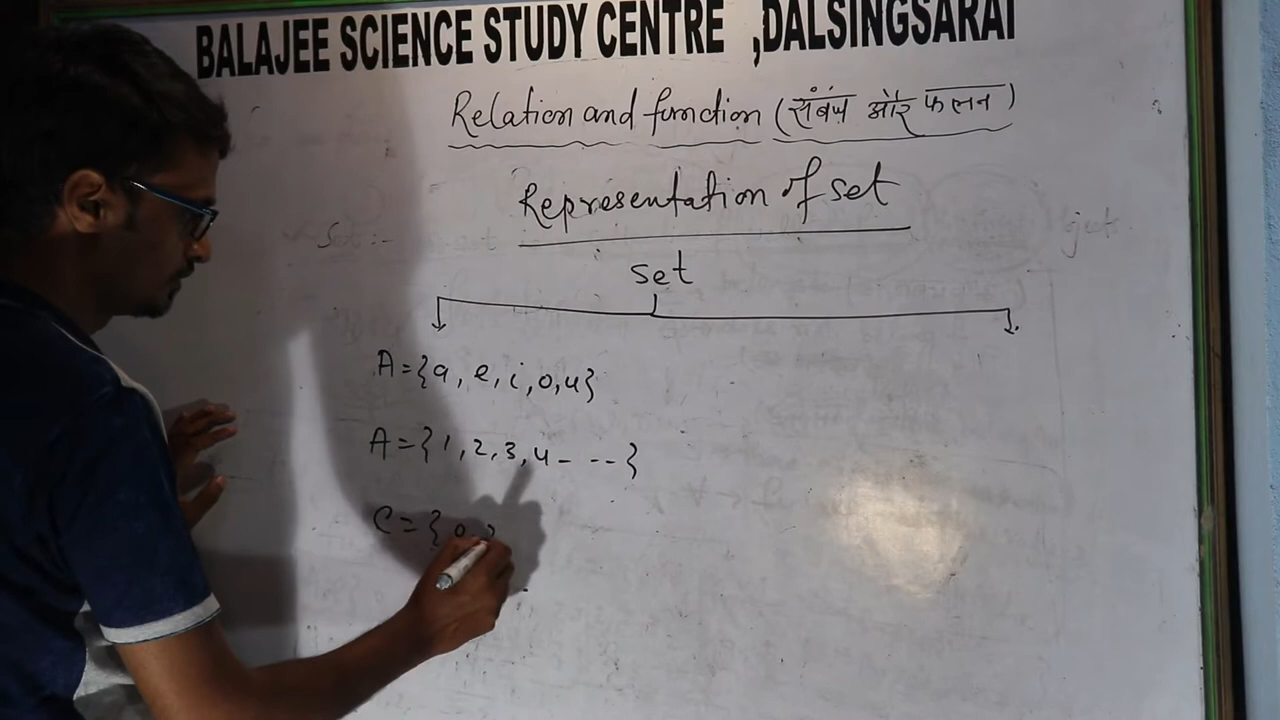 BALAJEE SCIENCE STUDY CENTRE ,DALSINGSARAI
Relation and function (संबंध और फलन)
Representation of set
Set :-
set
A={a, e, i, o, u}
A={1, 2, 3, 4- - --}
C={0,